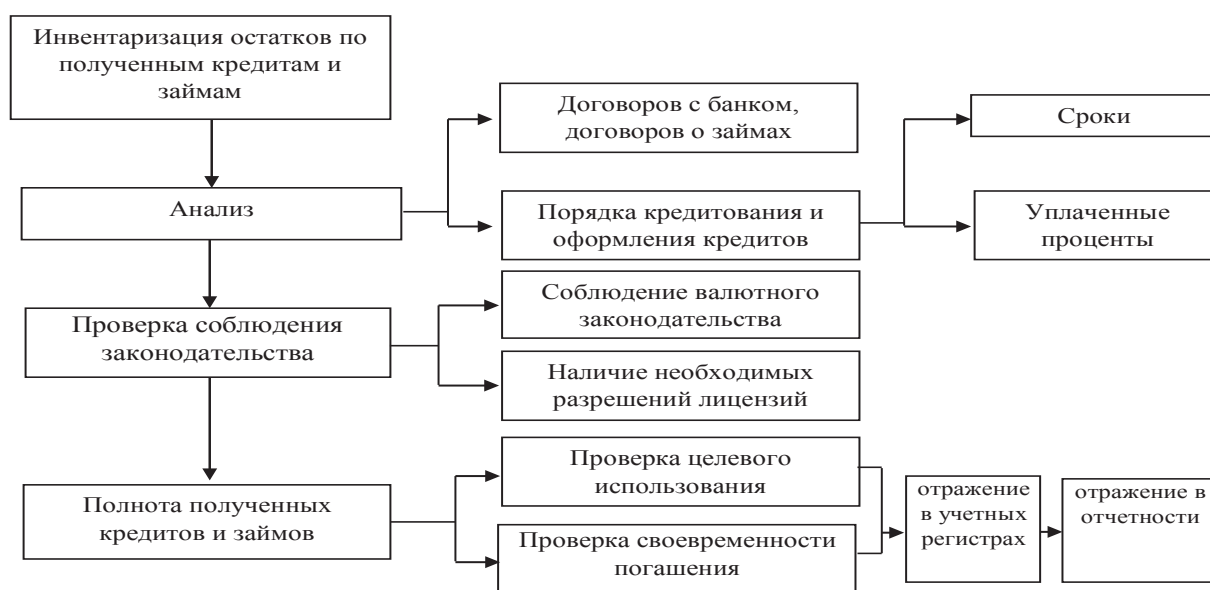 Инвентаризация остатков по
полученным кредитам и
займам
Договоров с банком,
договоров о займах
Сроки
Анализ
Порядка кредитования и
оформления кредитов
Уплаченные
проценты
Проверка соблюдения
законодательства
Соблюдение валютного
законодательства
Наличие необходимых
разрешений лицензий
Полнота полученных
кредитов и займов
Проверка целевого
использования
Проверка своевременности
погашения
отражение
в учетных
регистрах
отражение в
отчетности